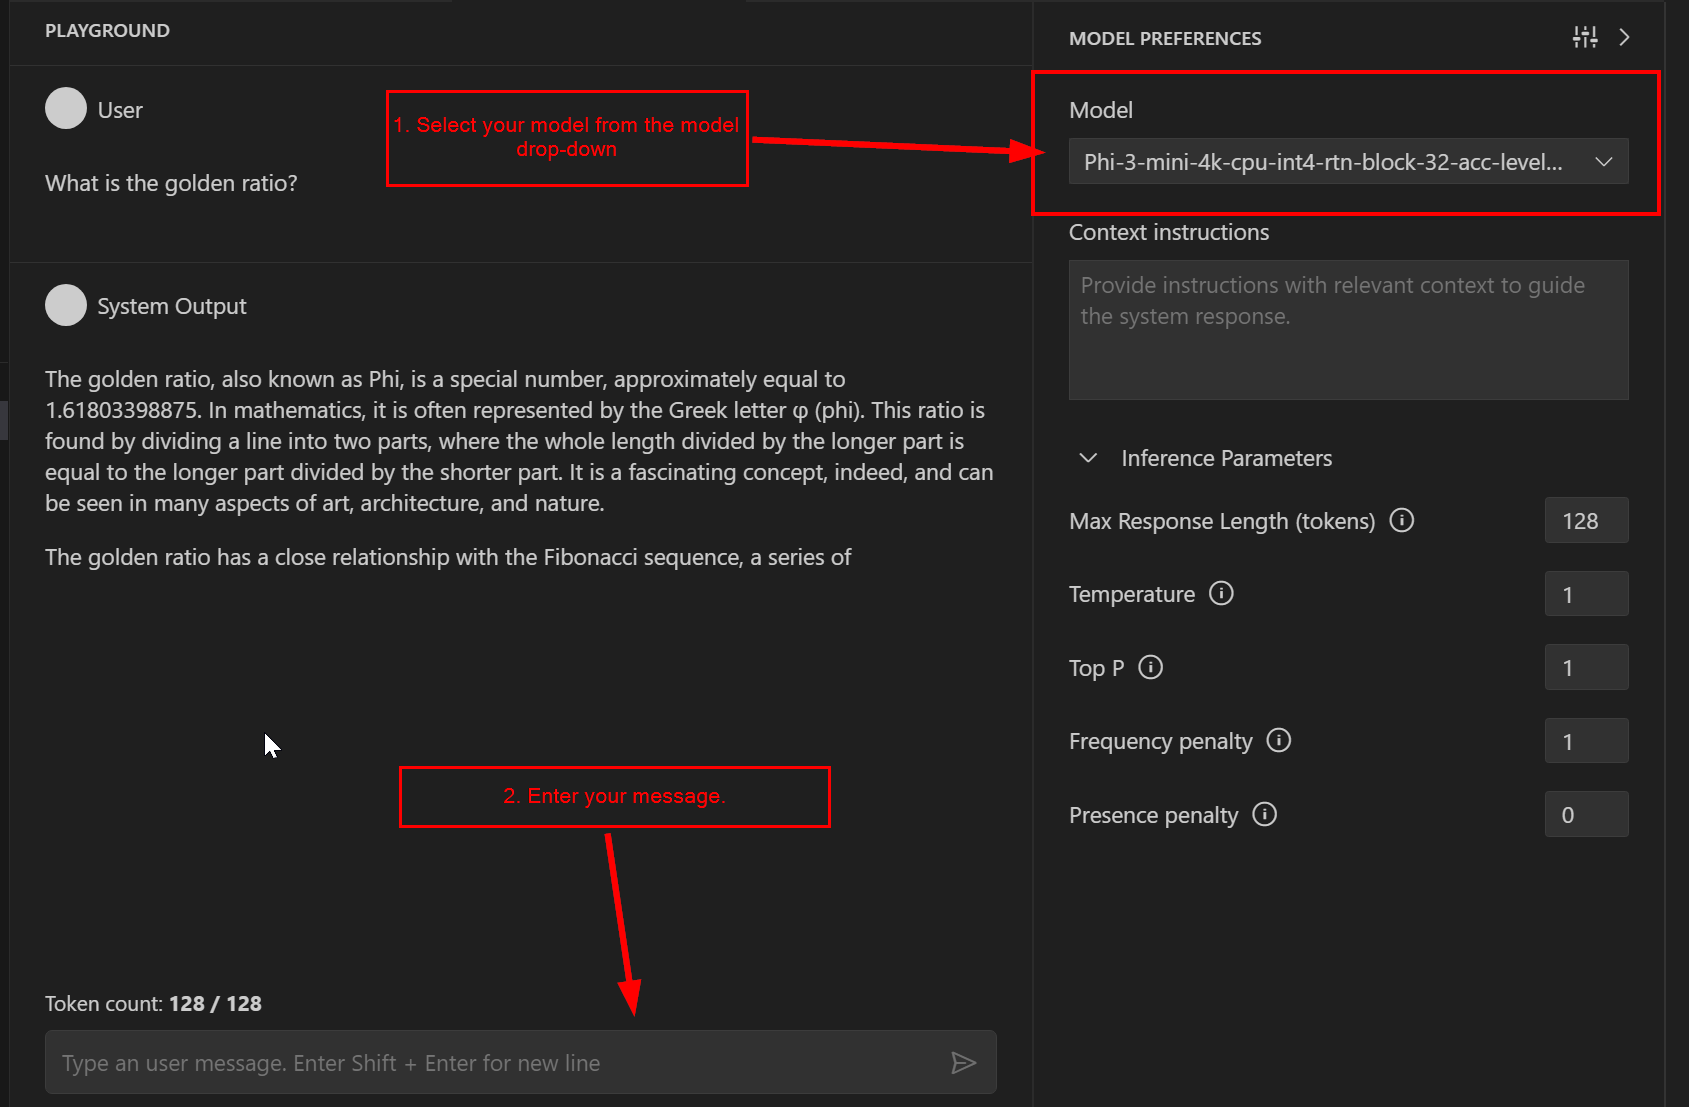 PLAYGROUND
User
What is the golden ratio?
1. Select your model from the model
drop-down
System Output
The golden ratio, also known as Phi, is a special number, approximately equal to
1.61803398875. In mathematics, it is often represented by the Greek letter φ (phi). This ratio is
found by dividing a line into two parts, where the whole length divided by the longer part is
equal to the longer part divided by the shorter part. It is a fascinating concept, indeed, and can
be seen in many aspects of art, architecture, and nature.
The golden ratio has a close relationship with the Fibonacci sequence, a series of
2. Enter your message.
Token count: 128 / 128
Type an user message. Enter Shift + Enter for new line
MODEL PREFERENCES
Model
Phi-3-mini-4k-cpu-int4-rtn-block-32-acc-level...
Context instructions
Provide instructions with relevant context to guide
the system response.
Inference Parameters
Max Response Length (tokens) 128
Temperature 1
Top P 1
Frequency penalty 1
Presence penalty 0